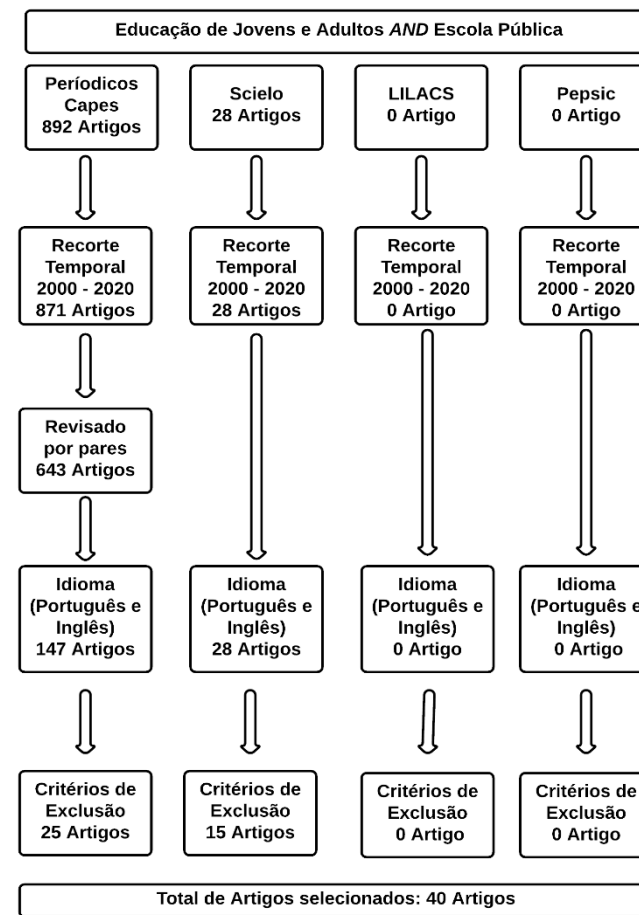 Educação de Jovens e Adultos AND Escola Pública
Períodicos
Capes
892 Artigos
Scielo
28 Artigos
LILACS
0 Artigo
Pepsic
0 Artigo
Recorte
Temporal
2000 - 2020
871 Artigos
Recorte
Temporal
2000 - 2020
28 Artigos
Recorte
Temporal
2000 - 2020
0 Artigo
Recorte
Temporal
2000 - 2020
0 Artigo
Revisado
por pares
643 Artigos
Idioma
(Português e
Inglês)
147 Artigos
Idioma
(Português e
Inglês)
28 Artigos
Idioma
(Português e
Inglês)
0 Artigo
Idioma
(Português e
Inglês)
0 Artigo
Critérios de
Exclusão
25 Artigos
Critérios de
Exclusão
15 Artigos
Critérios de
Exclusão
0 Artigo
Critérios de
Exclusão
0 Artigo
Total de Artigos selecionados: 40 Artigos